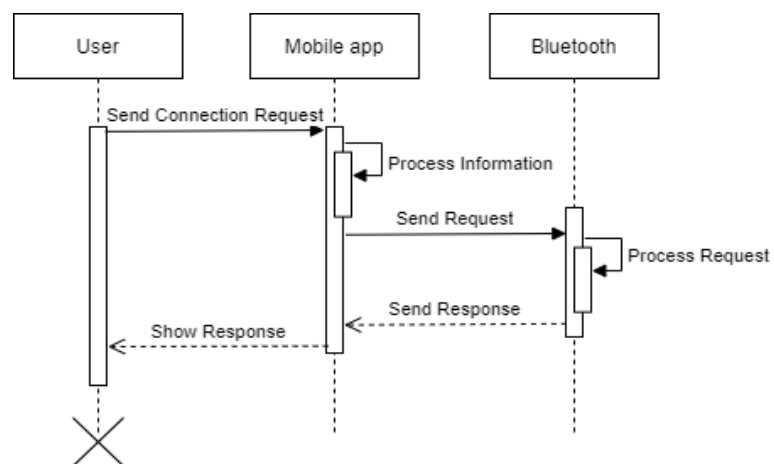 User
Mobile app
Bluetooth
Send Connection Request
Process Information
Send Request
Process Request
Send Response
Show Response